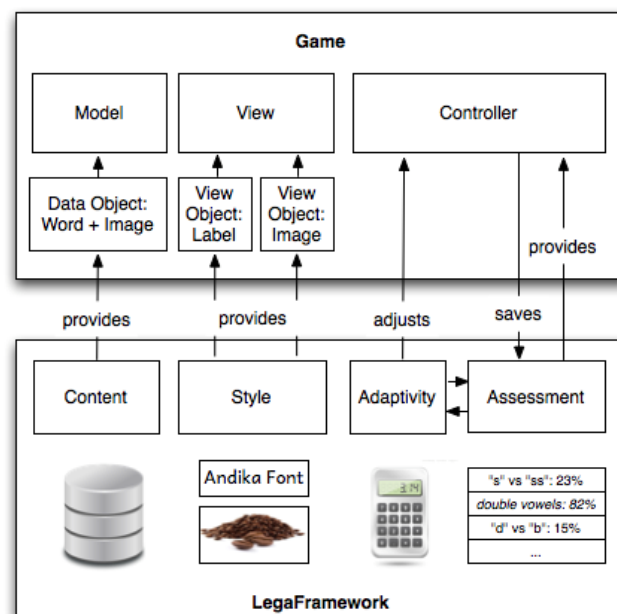 Game
Model
View
Controller
Data Object:
Word + Image
View
Object:
Label
View
Object:
Image
provides
provides
provides
adjusts
saves
Content
Style
Adaptivity
Assessment
Andika Font
3.14
"s" vs "ss": 23%
double vowels: 82%
"d" vs "b": 15%
...
LegaFramework